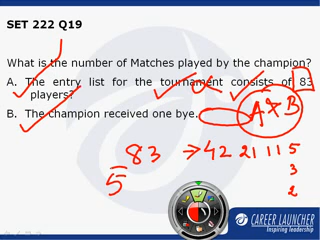 SET 222 Q19
What is the number of Matches played by the champion?
A. The entry list for the tournament consists of 83
players?
B. The champion received one bye.
A
B
83 → 42 21 11 5
5
3
2
CAREER LAUNCHER
Inspiring leadership